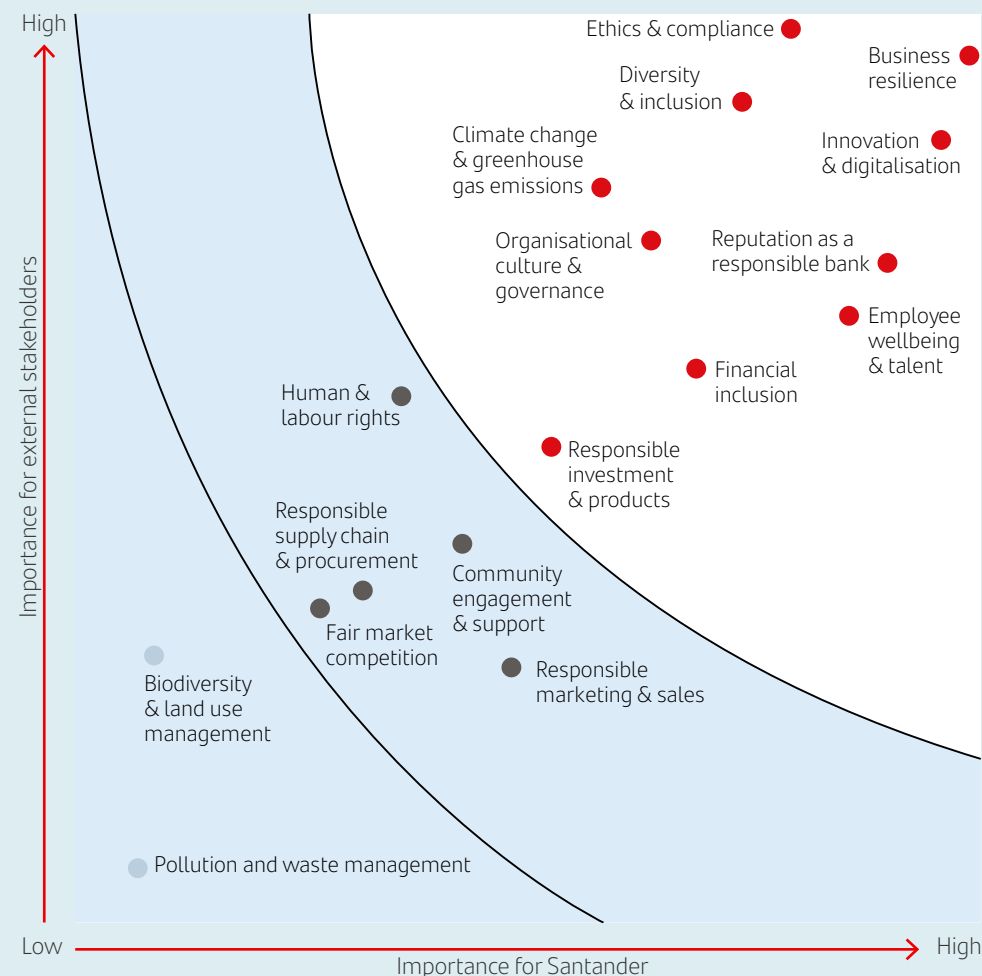 High
Ethics & compliance
Business
resilience
Diversity
& inclusion
Climate change
& greenhouse
gas emissions
Innovation
& digitalisation
Organisational
culture &
governance
Reputation as a
responsible bank
Employee
wellbeing
& talent
Financial
inclusion
Human &
labour rights
Responsible
investment
& products
Responsible
supply chain
& procurement
Community
engagement
& support
Fair market
competition
Responsible
marketing & sales
Biodiversity
& land use
management
Pollution and waste management
Importance for external stakeholders
Low
High
Importance for Santander